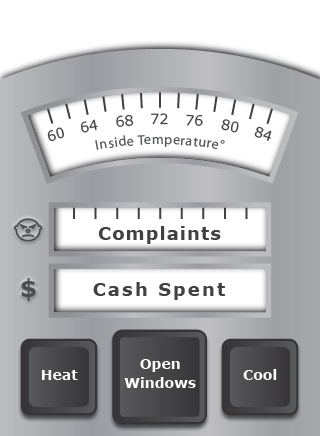 60 64 68 72 76 80 84
Inside Temperature°
Complaints
$
Cash Spent
Heat
Open
Windows
Cool